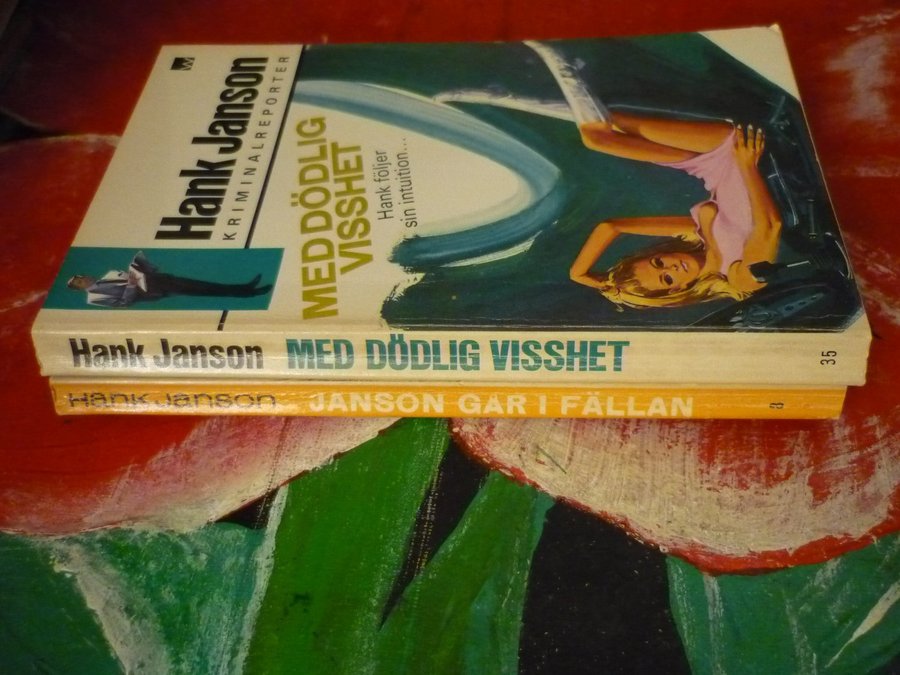 Hank Janson
KRIMINALREPORTER
MED DÖDLIG
VISSHET
Hank följer
sin intuition...
Hank Janson MED DÖDLIG VISSHET 35
Hank Janson JANSON GÅR I FÄLLAN 8